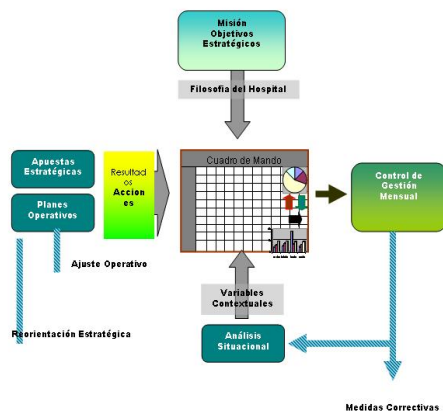 Misión
Objetivos
Estratégicos
Filosofía del Hospital
Apuestas
Estratégicas
Planes
Operativos
Resultad
os
Accion
es
Cuadro de Mando
Control de
Gestión
Mensual
Ajuste Operativo
Variables
Contextuales
Reorientación Estratégica
Análisis
Situacional
Medidas Correctivas